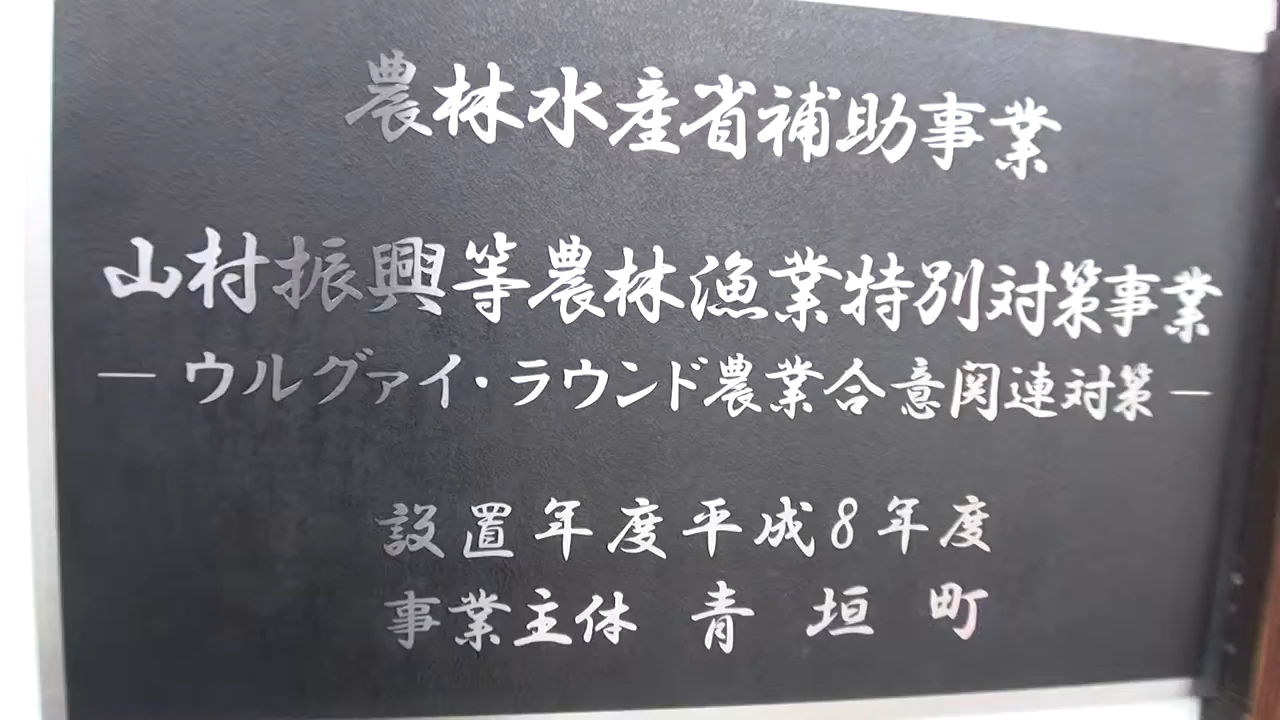 農林水産省補助事業
山村振興等農林漁業特別対策事業
―ウルグァイ・ラウンド農業合意関連対策―
設置年度平成8年度
事業主体 青垣町